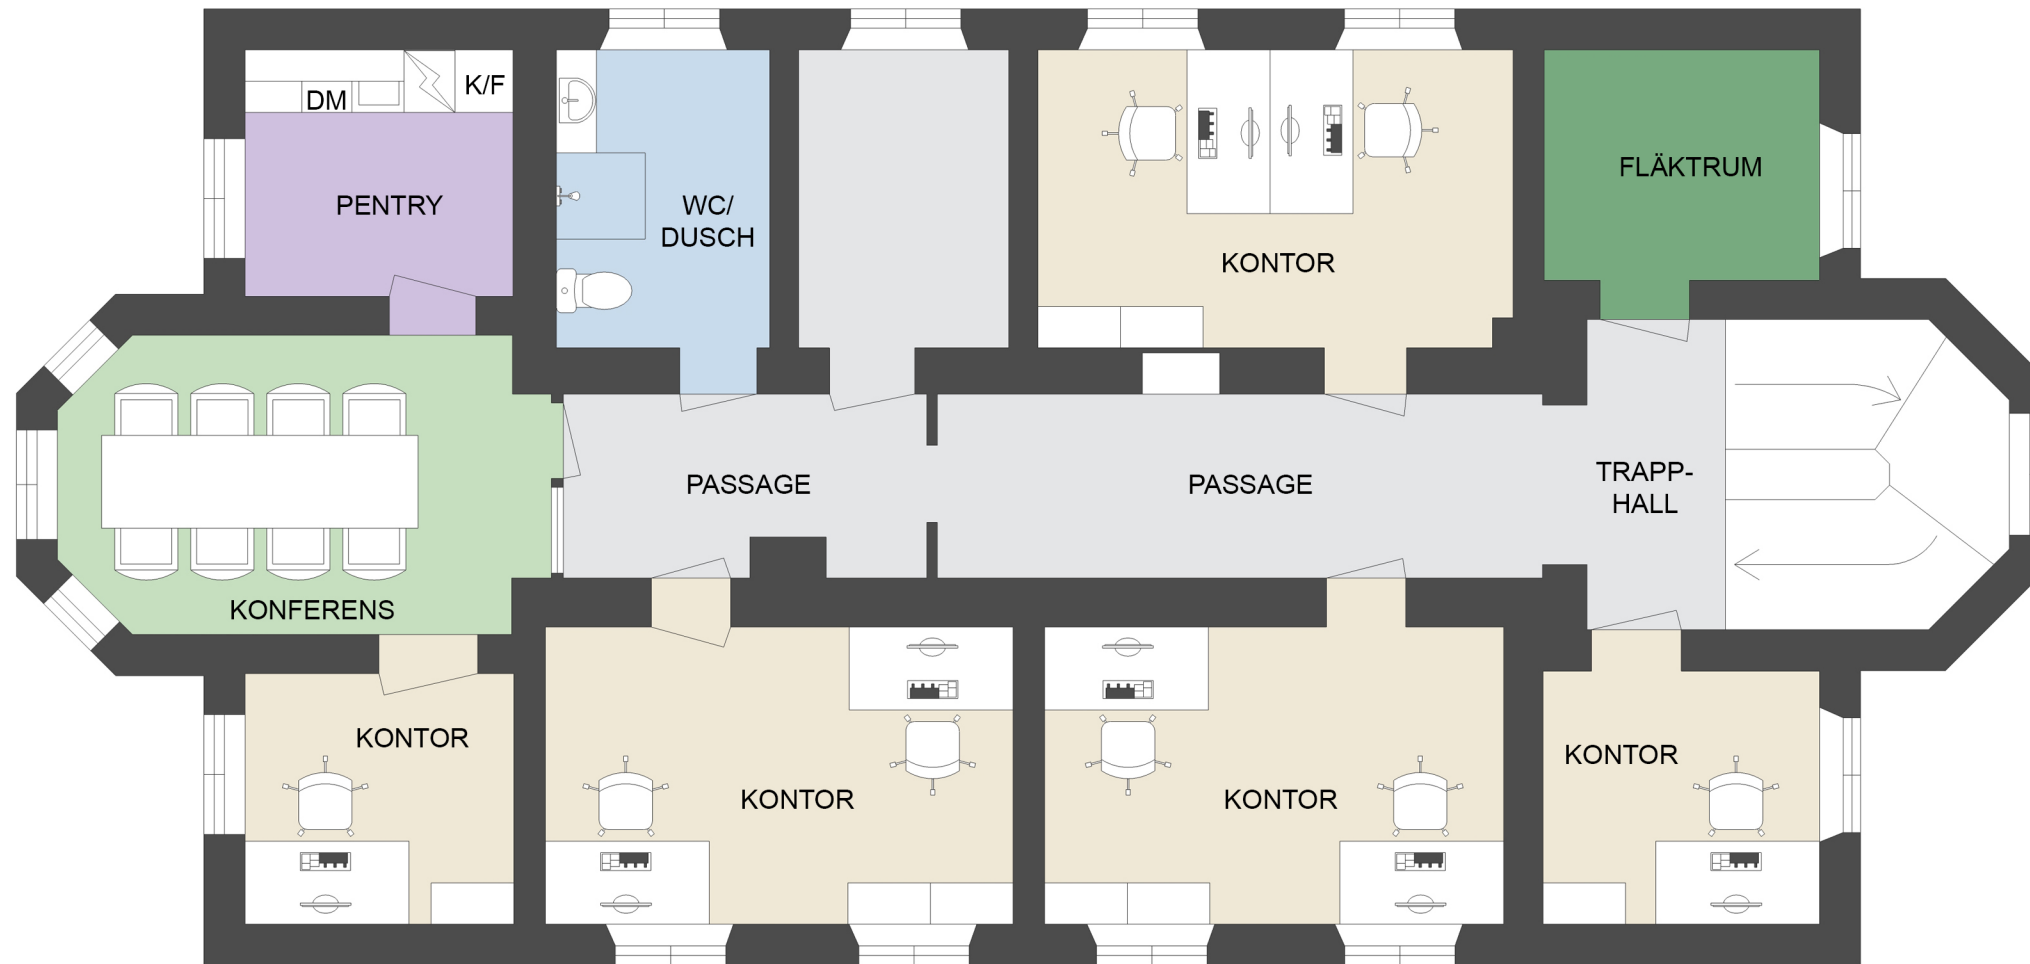 DM
K/F
PENTRY
WC/
DUSCH
KONTOR
FLÄKTRUM
PASSAGE
PASSAGE
TRAPP-
HALL
KONFERENS
KONTOR
KONTOR
KONTOR
KONTOR